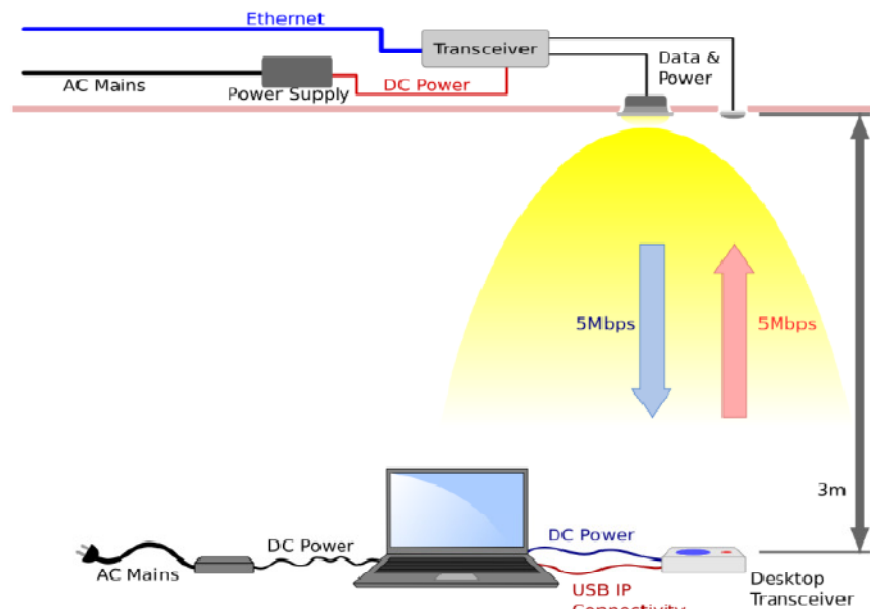 Ethernet
Transceiver
Data &
Power
AC Mains
Power Supply
DC Power
5Mbps
5Mbps
3m
DC Power
DC Power
AC Mains
USB IP
Connectivity
Desktop
Transceiver